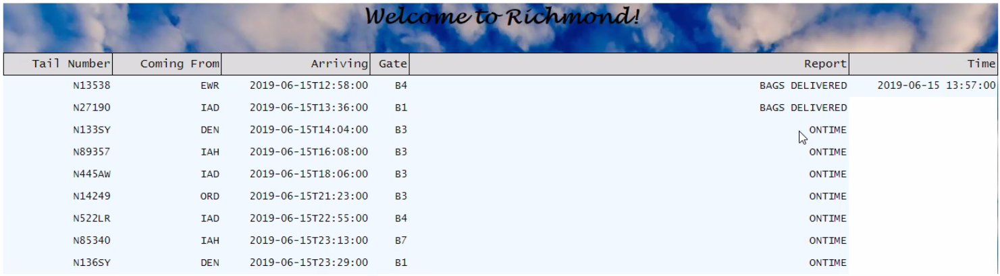 Welcome to Richmond!
Tail Number Coming From Arriving Gate Report Time
N13538 EWR 2019-06-15T12:58:00 B4 BAGS DELIVERED 2019-06-15 13:57:00
N27190 IAD 2019-06-15T13:36:00 B1 BAGS DELIVERED
N133SY DEN 2019-06-15T14:04:00 B3 ONTIME
N89357 IAH 2019-06-15T16:08:00 B3 ONTIME
N445AW IAD 2019-06-15T18:06:00 B3 ONTIME
N14249 ORD 2019-06-15T21:23:00 B3 ONTIME
N522LR IAD 2019-06-15T22:55:00 B4 ONTIME
N85340 IAH 2019-06-15T23:13:00 B7 ONTIME
N136SY DEN 2019-06-15T23:29:00 B1 ONTIME